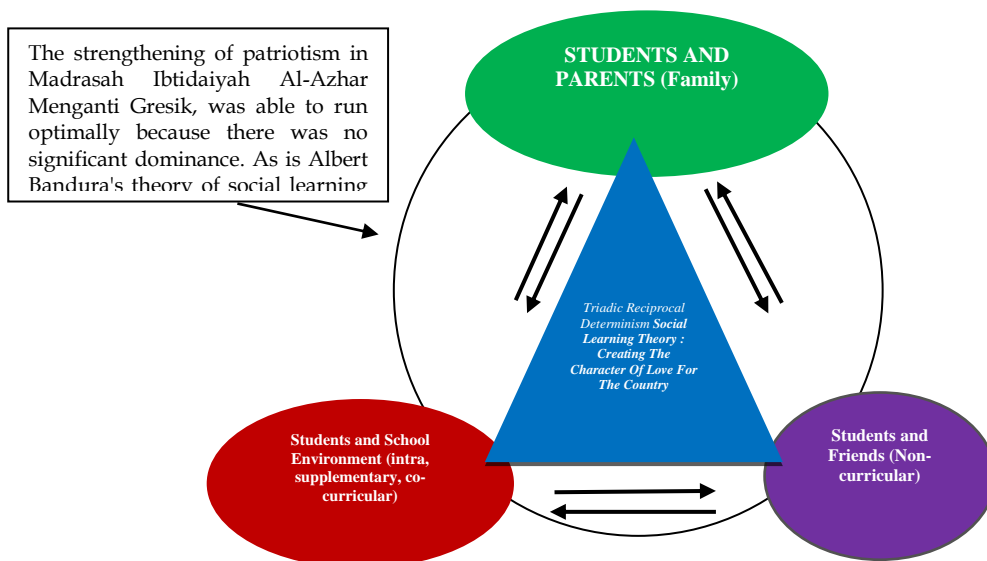 The strengthening of patriotism in
Madrasah Ibtidaiyah Al-Azhar
Menganti Gresik, was able to run
optimally because there was no
significant dominance. As is Albert
Bandura's theory of social learning
STUDENTS AND
PARENTS (Family)
Triadic Reciprocal
Determinism Social
Learning Theory :
Creating The
Character Of Love For
The Country
Students and School
Environment (intra,
supplementary, co-
curricular)
Students and
Friends (Non-
curricular)